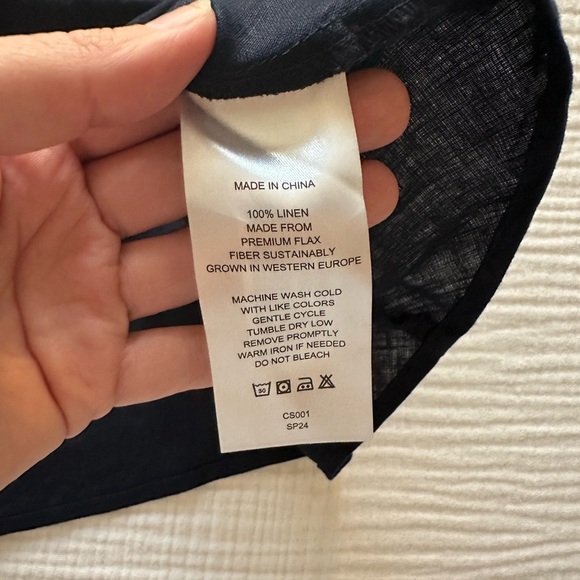 MADE IN CHINA
100% LINEN
MADE FROM
PREMIUM FLAX
FIBER SUSTAINABLY
GROWN IN WESTERN EUROPE
MACHINE WASH COLD
WITH LIKE COLORS
GENTLE CYCLE
TUMBLE DRY LOW
REMOVE PROMPTLY
WARM IRON IF NEEDED
DO NOT BLEACH
30
CS001
SP24